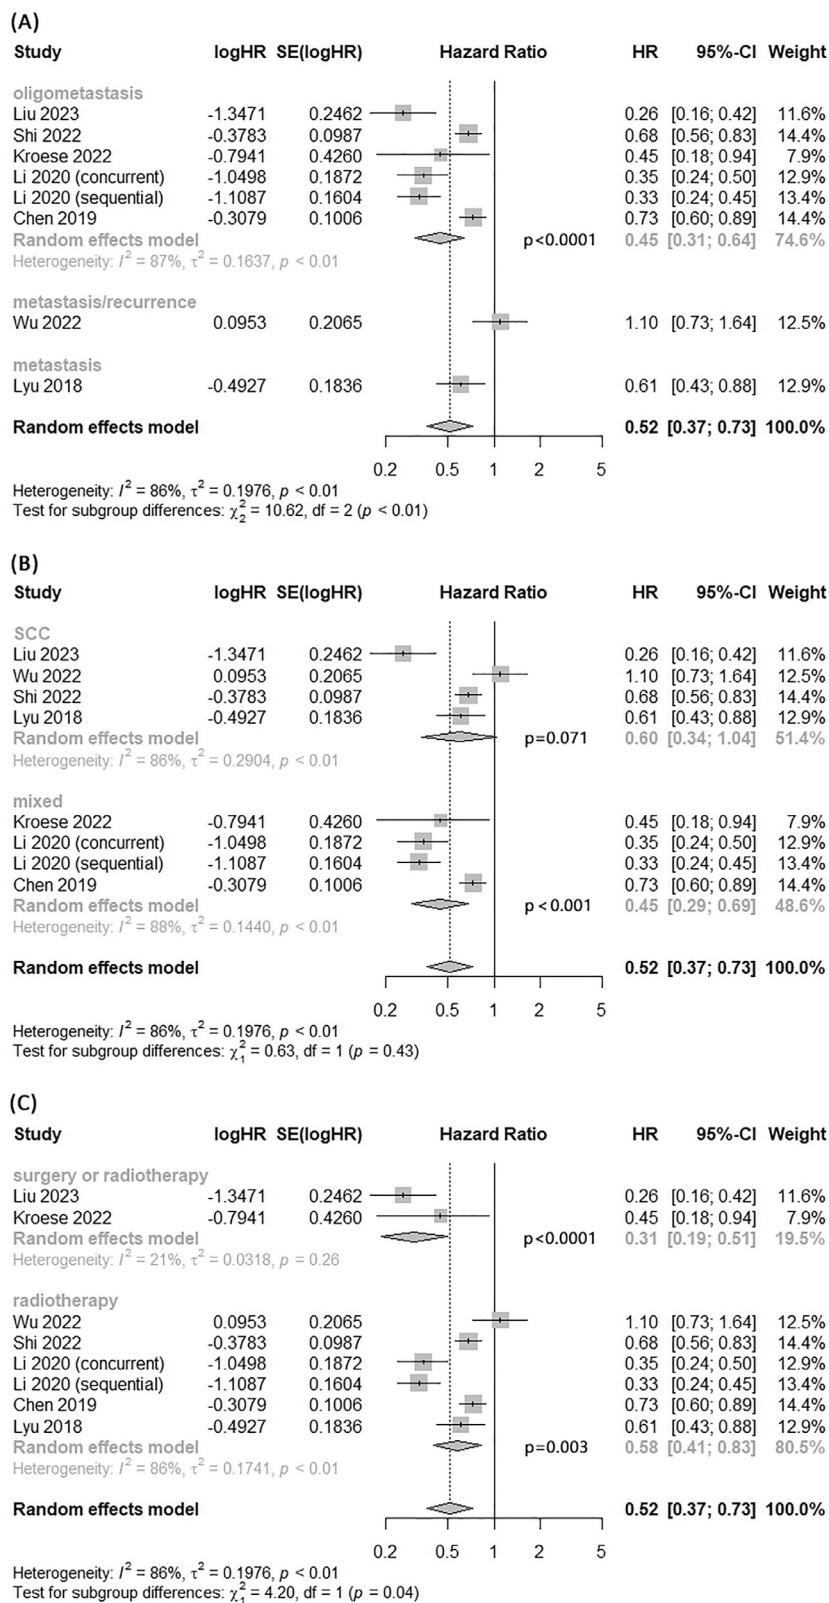 (A)
Study logHR SE(logHR) Hazard Ratio HR 95%-CI Weight
oligometastasis
Liu 2023 -1.3471 0.2462 0.26 [0.16; 0.42] 11.6%
Shi 2022 -0.3783 0.0987 0.68 [0.56; 0.83] 14.4%
Kroese 2022 -0.7941 0.4260 0.45 [0.18; 0.94] 7.9%
Li 2020 (concurrent) -1.0498 0.1872 0.35 [0.24; 0.50] 12.9%
Li 2020 (sequential) -1.1087 0.1604 0.33 [0.24; 0.45] 13.4%
Chen 2019 -0.3079 0.1006 0.73 [0.60; 0.89] 14.4%
Random effects model p<0.0001 0.45 [0.31; 0.64] 74.6%
Heterogeneity: I² = 87%, τ² = 0.1637, p < 0.01
metastasis/recurrence
Wu 2022 0.0953 0.2065 1.10 [0.73; 1.64] 12.5%
metastasis
Lyu 2018 -0.4927 0.1836 0.61 [0.43; 0.88] 12.9%
Random effects model 0.52 [0.37; 0.73] 100.0%
0.2 0.5 1 2 5
Heterogeneity: I² = 86%, τ² = 0.1976, p < 0.01
Test for subgroup differences: χ²₂ = 10.62, df = 2 (p < 0.01)
(B)
Study logHR SE(logHR) Hazard Ratio HR 95%-CI Weight
SCC
Liu 2023 -1.3471 0.2462 0.26 [0.16; 0.42] 11.6%
Wu 2022 0.0953 0.2065 1.10 [0.73; 1.64] 12.5%
Shi 2022 -0.3783 0.0987 0.68 [0.56; 0.83] 14.4%
Lyu 2018 -0.4927 0.1836 0.61 [0.43; 0.88] 12.9%
Random effects model p=0.071 0.60 [0.34; 1.04] 51.4%
Heterogeneity: I² = 86%, τ² = 0.2904, p < 0.01
mixed
Kroese 2022 -0.7941 0.4260 0.45 [0.18; 0.94] 7.9%
Li 2020 (concurrent) -1.0498 0.1872 0.35 [0.24; 0.50] 12.9%
Li 2020 (sequential) -1.1087 0.1604 0.33 [0.24; 0.45] 13.4%
Chen 2019 -0.3079 0.1006 0.73 [0.60; 0.89] 14.4%
Random effects model p<0.001 0.45 [0.29; 0.69] 48.6%
Heterogeneity: I² = 88%, τ² = 0.1440, p < 0.01
Random effects model 0.52 [0.37; 0.73] 100.0%
0.2 0.5 1 2 5
Heterogeneity: I² = 86%, τ² = 0.1976, p < 0.01
Test for subgroup differences: χ²₁ = 0.63, df = 1 (p = 0.43)
(C)
Study logHR SE(logHR) Hazard Ratio HR 95%-CI Weight
surgery or radiotherapy
Liu 2023 -1.3471 0.2462 0.26 [0.16; 0.42] 11.6%
Kroese 2022 -0.7941 0.4260 0.45 [0.18; 0.94] 7.9%
Random effects model p<0.0001 0.31 [0.19; 0.51] 19.5%
Heterogeneity: I² = 21%, τ² = 0.0318, p = 0.26
radiotherapy
Wu 2022 0.0953 0.2065 1.10 [0.73; 1.64] 12.5%
Shi 2022 -0.3783 0.0987 0.68 [0.56; 0.83] 14.4%
Li 2020 (concurrent) -1.0498 0.1872 0.35 [0.24; 0.50] 12.9%
Li 2020 (sequential) -1.1087 0.1604 0.33 [0.24; 0.45] 13.4%
Chen 2019 -0.3079 0.1006 0.73 [0.60; 0.89] 14.4%
Lyu 2018 -0.4927 0.1836 0.61 [0.43; 0.88] 12.9%
Random effects model p=0.003 0.58 [0.41; 0.83] 80.5%
Heterogeneity: I² = 86%, τ² = 0.1741, p < 0.01
Random effects model 0.52 [0.37; 0.73] 100.0%
0.2 0.5 1 2 5
Heterogeneity: I² = 86%, τ² = 0.1976, p < 0.01
Test for subgroup differences: χ²₁ = 4.20, df = 1 (p = 0.04)